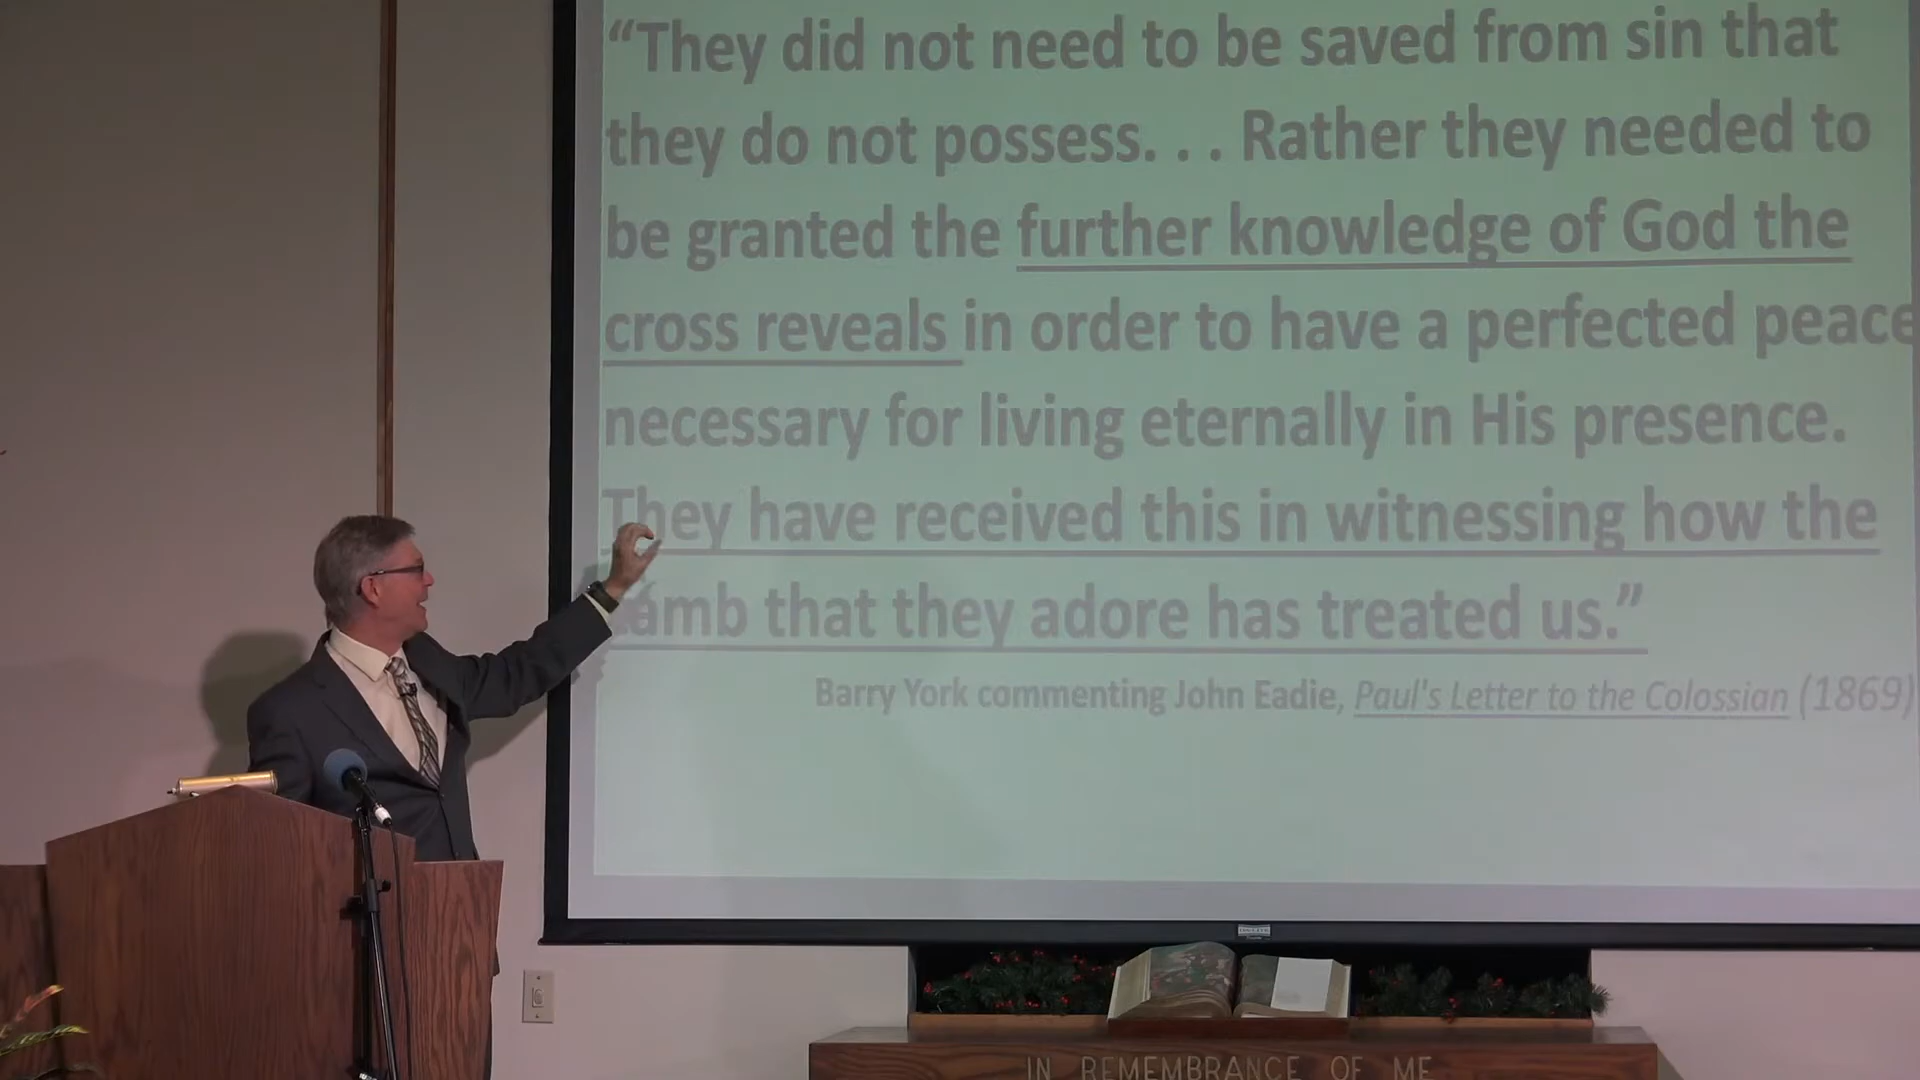 “They did not need to be saved from sin that
they do not possess. . . Rather they needed to
be granted the further knowledge of God the
cross reveals in order to have a perfected peace
necessary for living eternally in His presence.
They have received this in witnessing how the
Lamb that they adore has treated us.”
Barry York commenting John Eadie, Paul's Letter to the Colossian (1869)
IN REMEMBRANCE OF ME